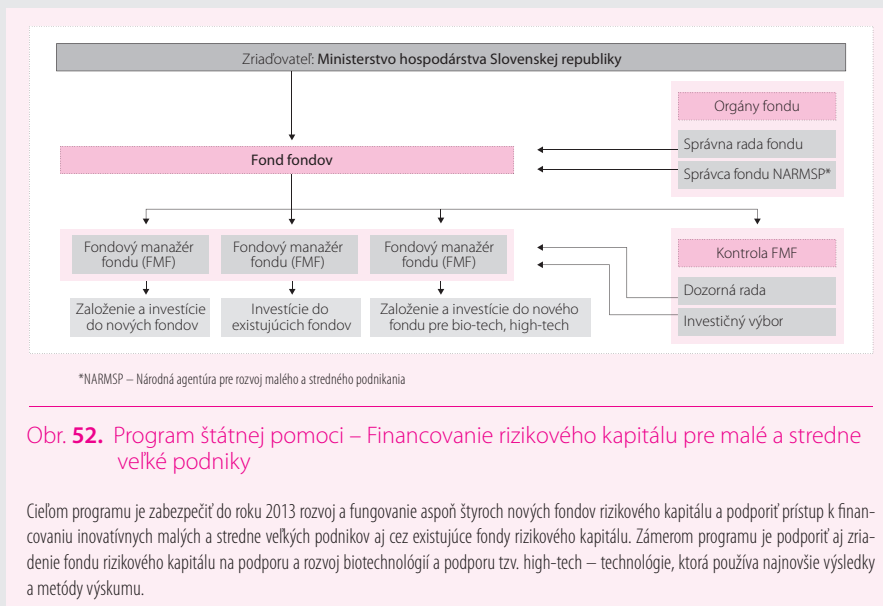 Zriaďovateľ: Ministerstvo hospodárstva Slovenskej republiky
Orgány fondu
Správna rada fondu
Správca fondu NARMSP*
Fond fondov
Fondový manažér
fondu (FMF)
Fondový manažér
fondu (FMF)
Fondový manažér
fondu (FMF)
Kontrola FMF
Dozorná rada
Investičný výbor
Založenie a investície
do nových fondov
Investície do
existujúcich fondov
Založenie a investície do nového
fondu pre bio-tech, high-tech
*NARMSP – Národná agentúra pre rozvoj malého a stredného podnikania
Obr. 52. Program štátnej pomoci – Financovanie rizikového kapitálu pre malé a stredne
veľké podniky
Cieľom programu je zabezpečiť do roku 2013 rozvoj a fungovanie aspoň štyroch nových fondov rizikového kapitálu a podporiť prístup k finan-
covaniu inovatívnych malých a stredne veľkých podnikov aj cez existujúce fondy rizikového kapitálu. Zámerom programu je podporiť aj zria-
denie fondu rizikového kapitálu na podporu a rozvoj biotechnológií a podporu tzv. high-tech – technológie, ktorá používa najnovšie výsledky
a metódy výskumu.